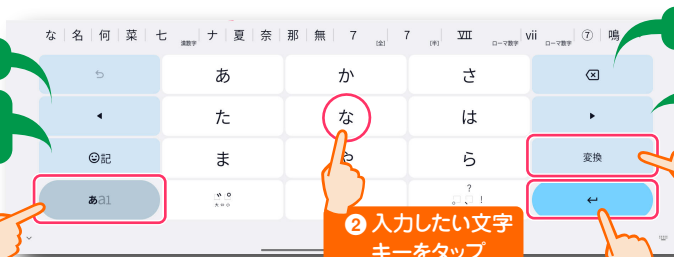 な 名 何 菜 七 漢数字 ナ 夏 奈 那 無 7 [全] 7 [半] Ⅶ ローマ数字 ⅶ ローマ数字 ⑦ 鳴
あ か さ
た な は
☺記 ま や ら 変換
あa1 ゛゜ 大⇔小 、 ? 。 !
❷ 入力したい文字
キーをタップ